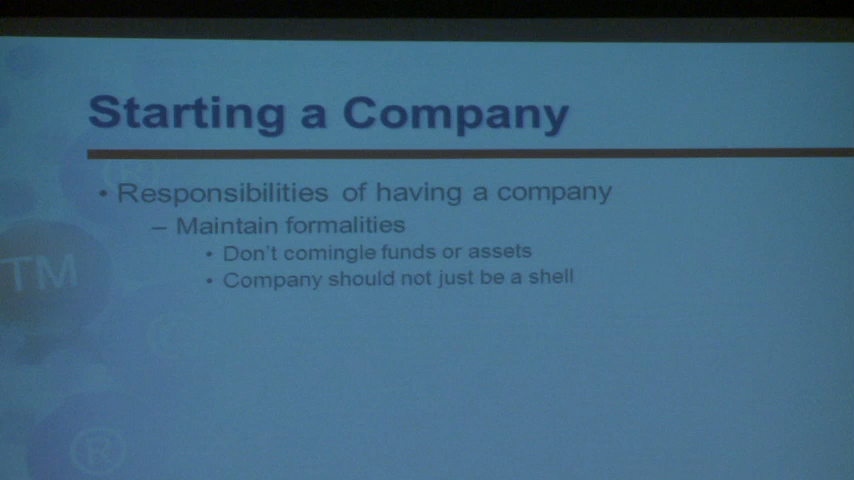 Starting a Company
• Responsibilities of having a company
– Maintain formalities
• Don't comingle funds or assets
• Company should not just be a shell
®
TM
©
®